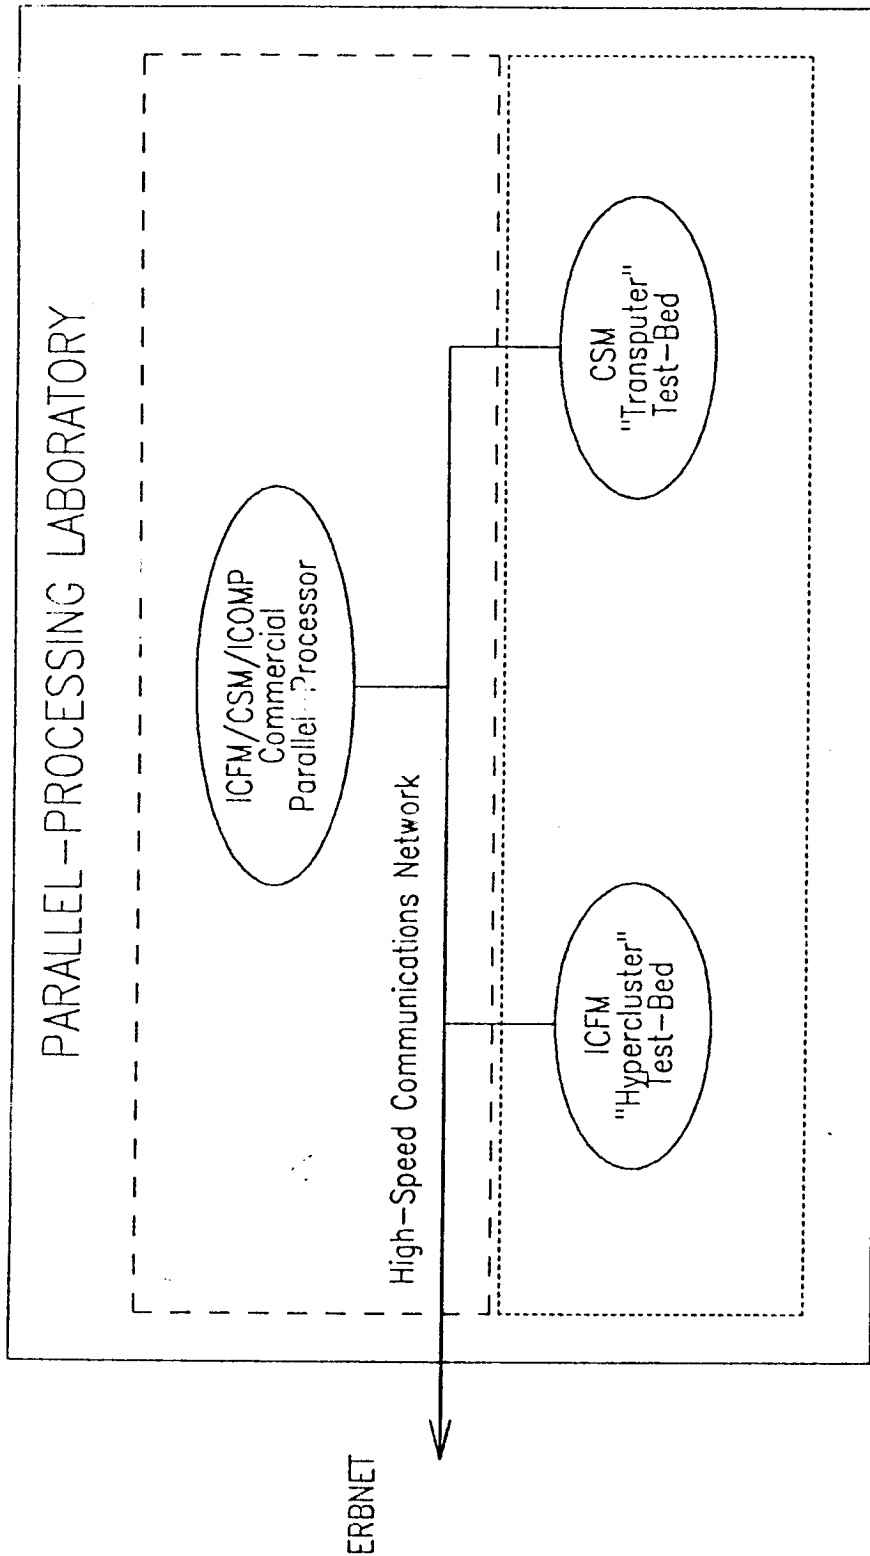 PARALLEL-PROCESSING LABORATORY
ICFM/CSM/ICOMP
Commercial
Parallel-Processor
High-Speed Communications Network
ERBNET
ICFM
"Hypercluster"
Test-Bed
CSM
"Transputer"
Test-Bed